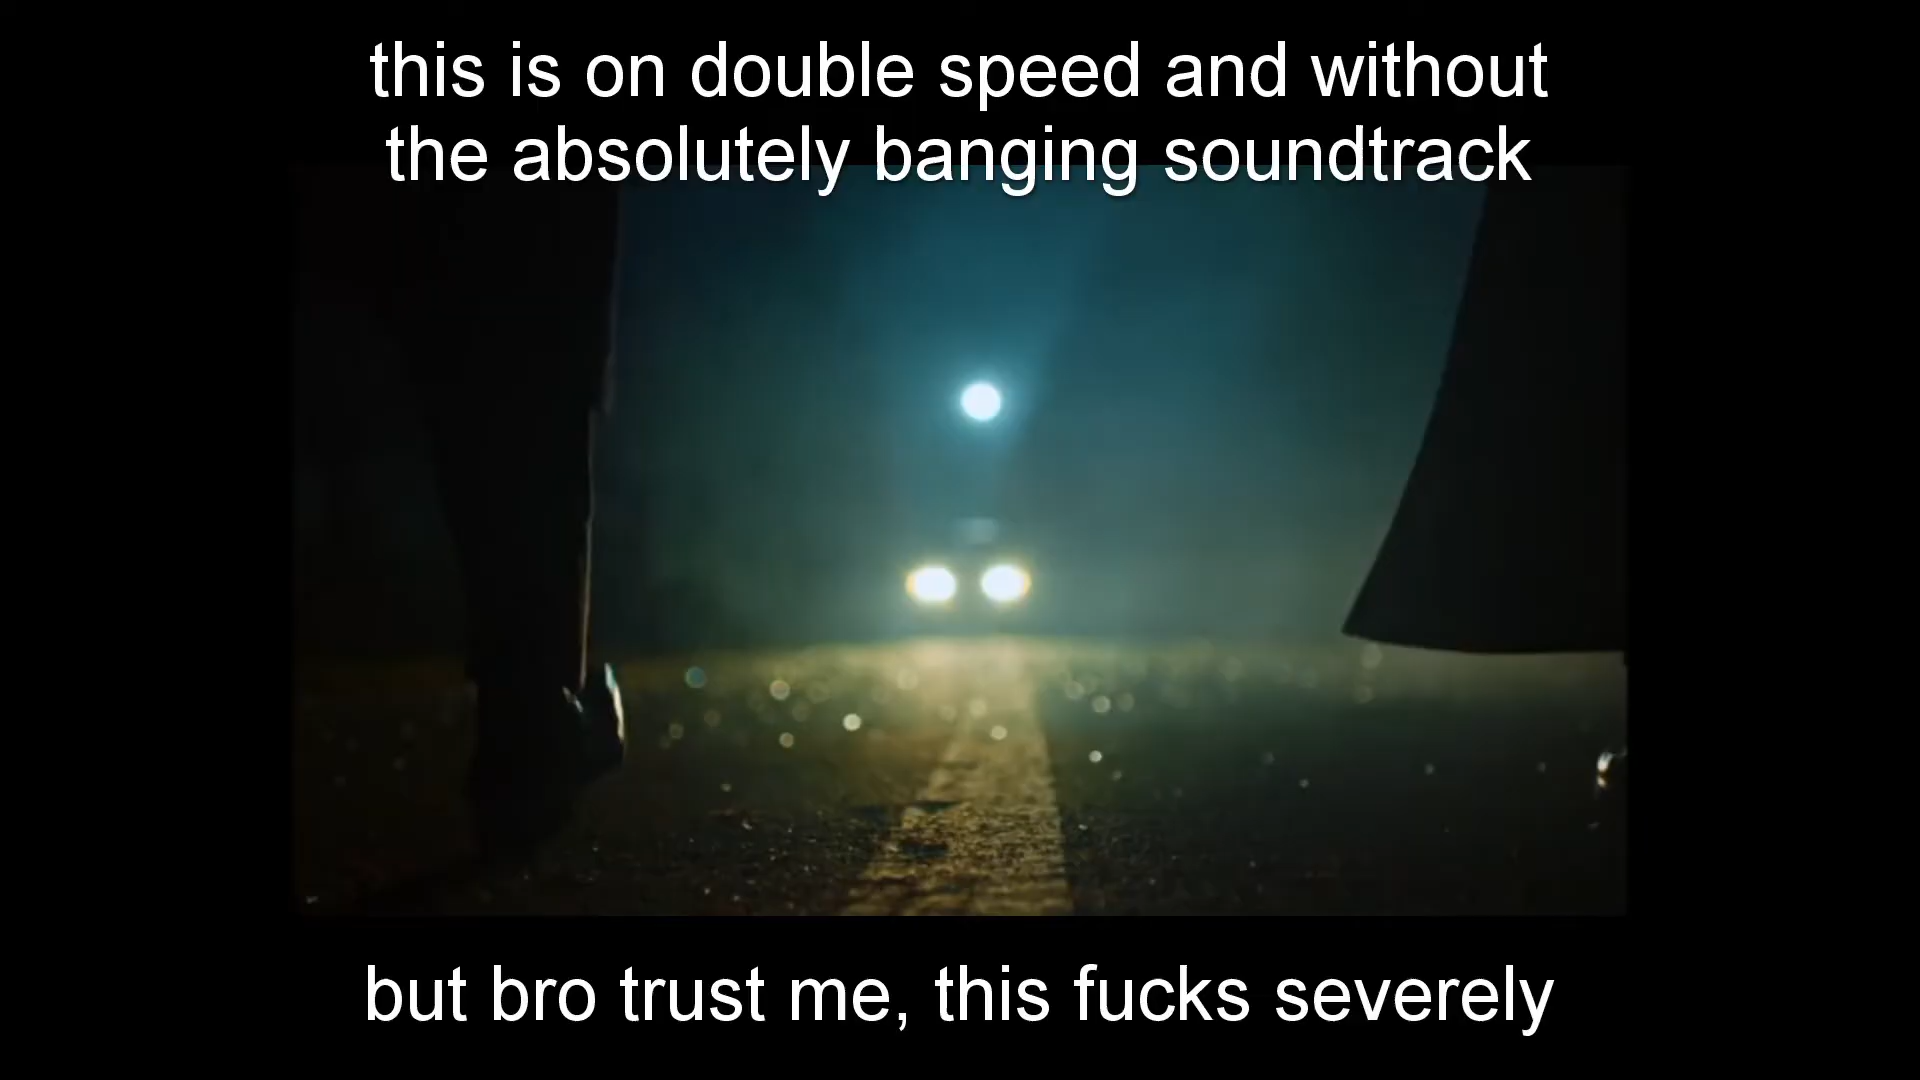 this is on double speed and without
the absolutely banging soundtrack
but bro trust me, this fucks severely